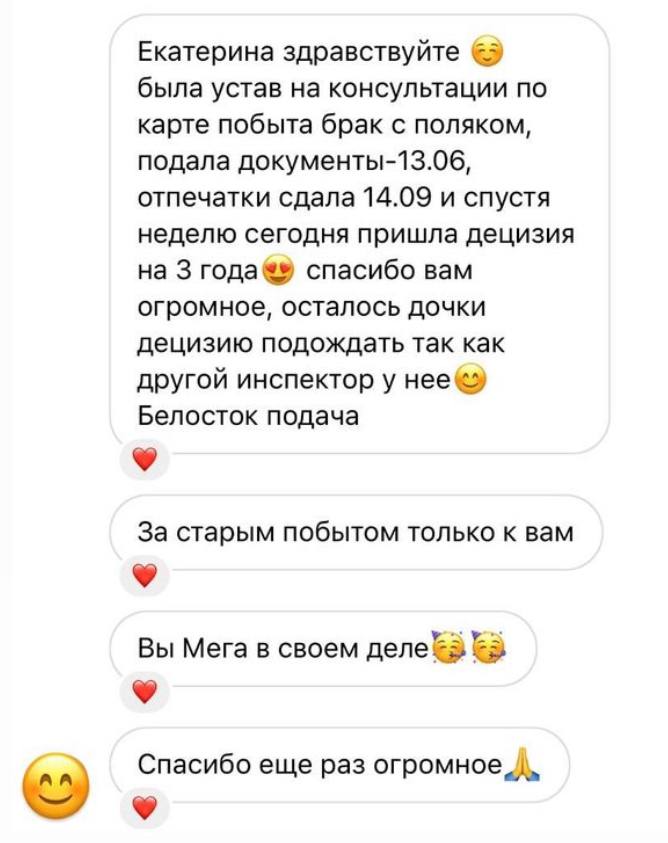 Екатерина здравствуйте ☺️
была устав на консультации по
карте побыта брак с поляком,
подала документы-13.06,
отпечатки сдала 14.09 и спустя
неделю сегодня пришла децизия
на 3 года😍 спасибо вам
огромное, осталось дочки
децизию подождать так как
другой инспектор у нее😊
Белосток подача
За старым побытом только к вам
Вы Мега в своем деле🥳🥳
Спасибо еще раз огромное🙏